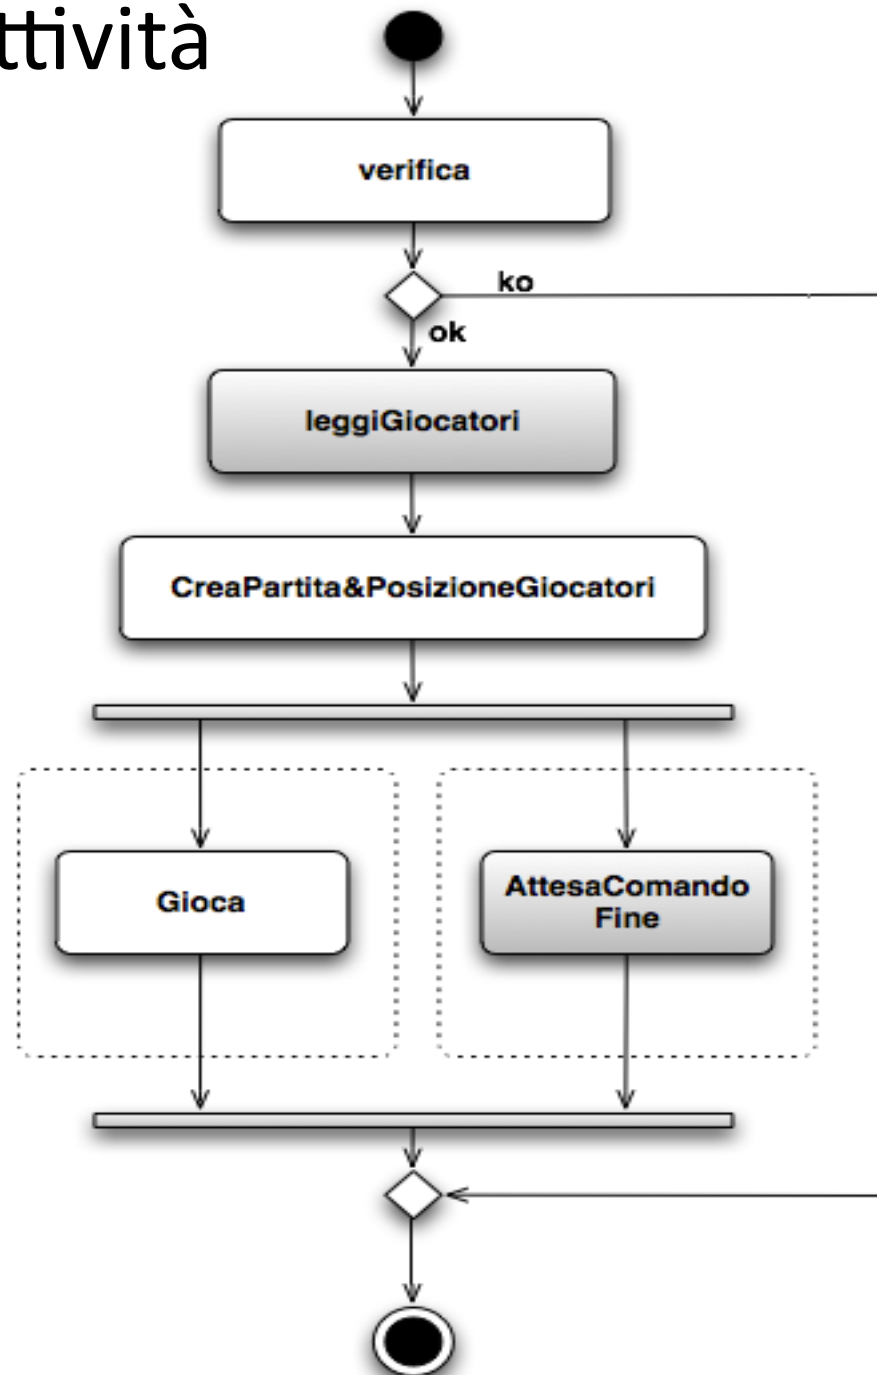 ttività
verifica
ko
ok
leggiGiocatori
CreaPartita&PosizioneGiocatori
Gioca
AttesaComando
Fine